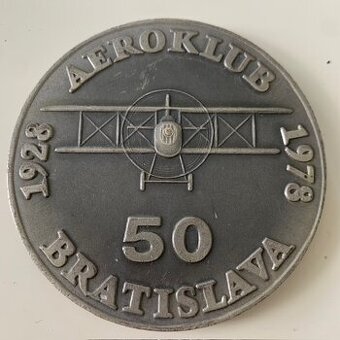 AEROKLUB
1928
1978
50
BRATISLAVA